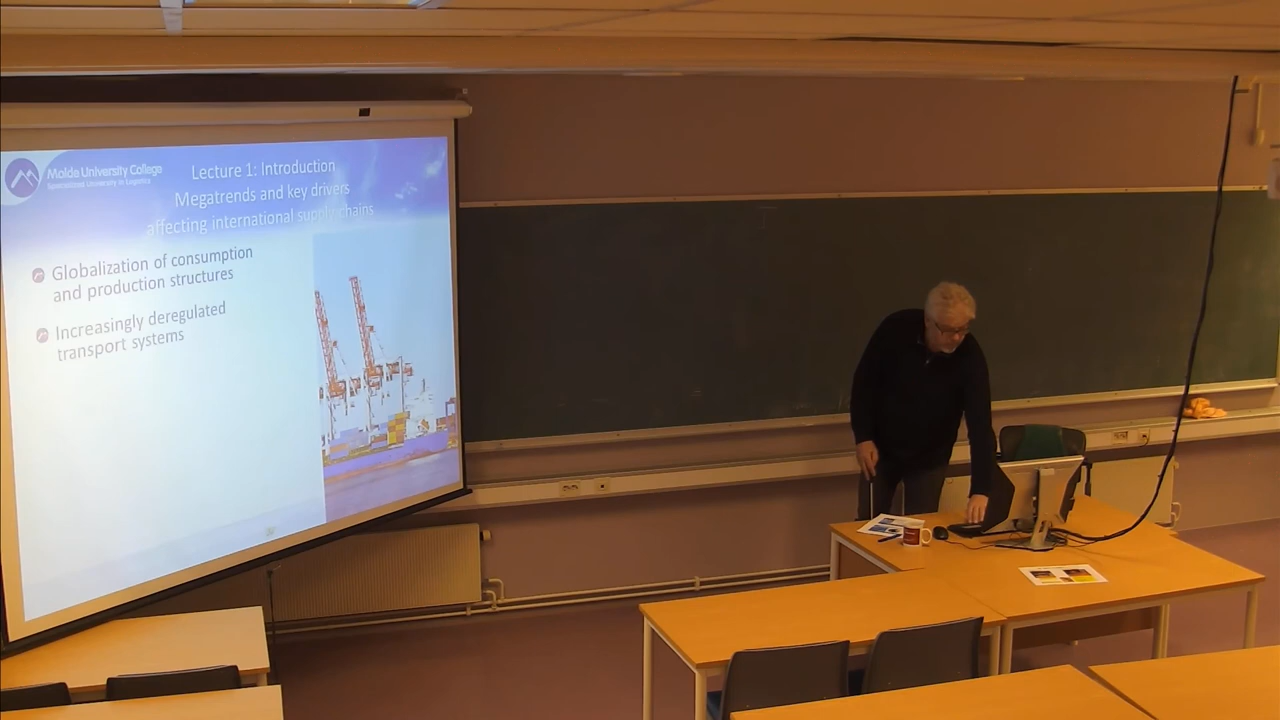 Molde University College
Specialized University in Logistics
Lecture 1: Introduction
Megatrends and key drivers
affecting international supply chains
Globalization of consumption
and production structures
Increasingly deregulated
transport systems